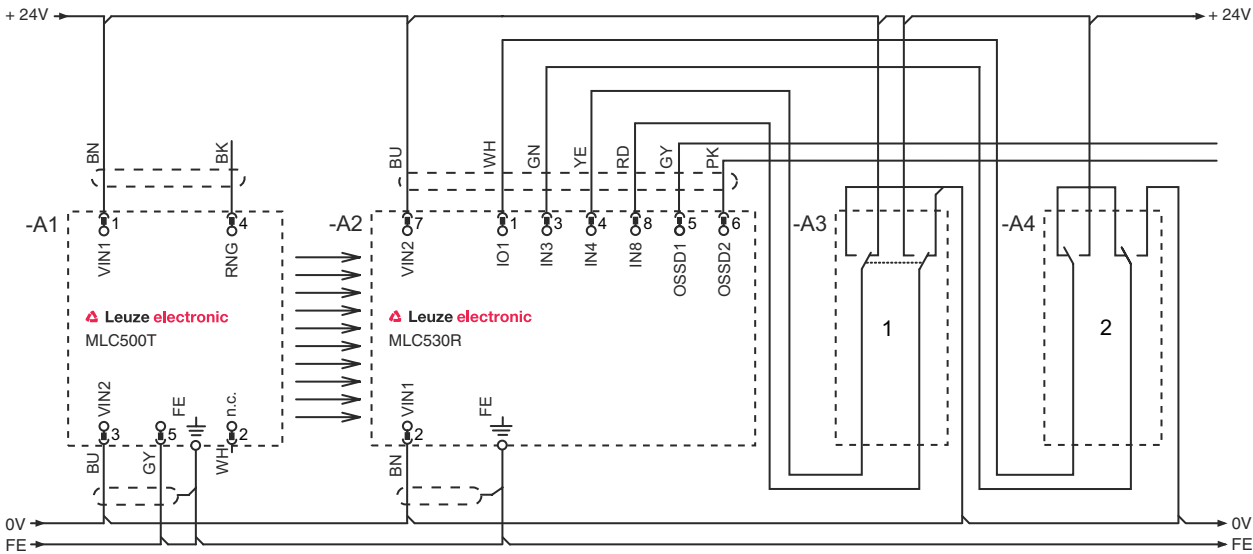 + 24V
+ 24V
BN
BK
BU
WH
GN
YE
RD
GY
PK
-A1
1
4
-A2
7
1
3
4
8
5
6
-A3
-A4
VIN1
RNG
VIN2
IO1
IN3
IN4
IN8
OSSD1
OSSD2
Leuze electronic
MLC500T
Leuze electronic
MLC530R
1
2
VIN2
FE
n.c.
VIN1
FE
3
5
2
2
BU
GY
WH
BN
0V
0V
FE
FE